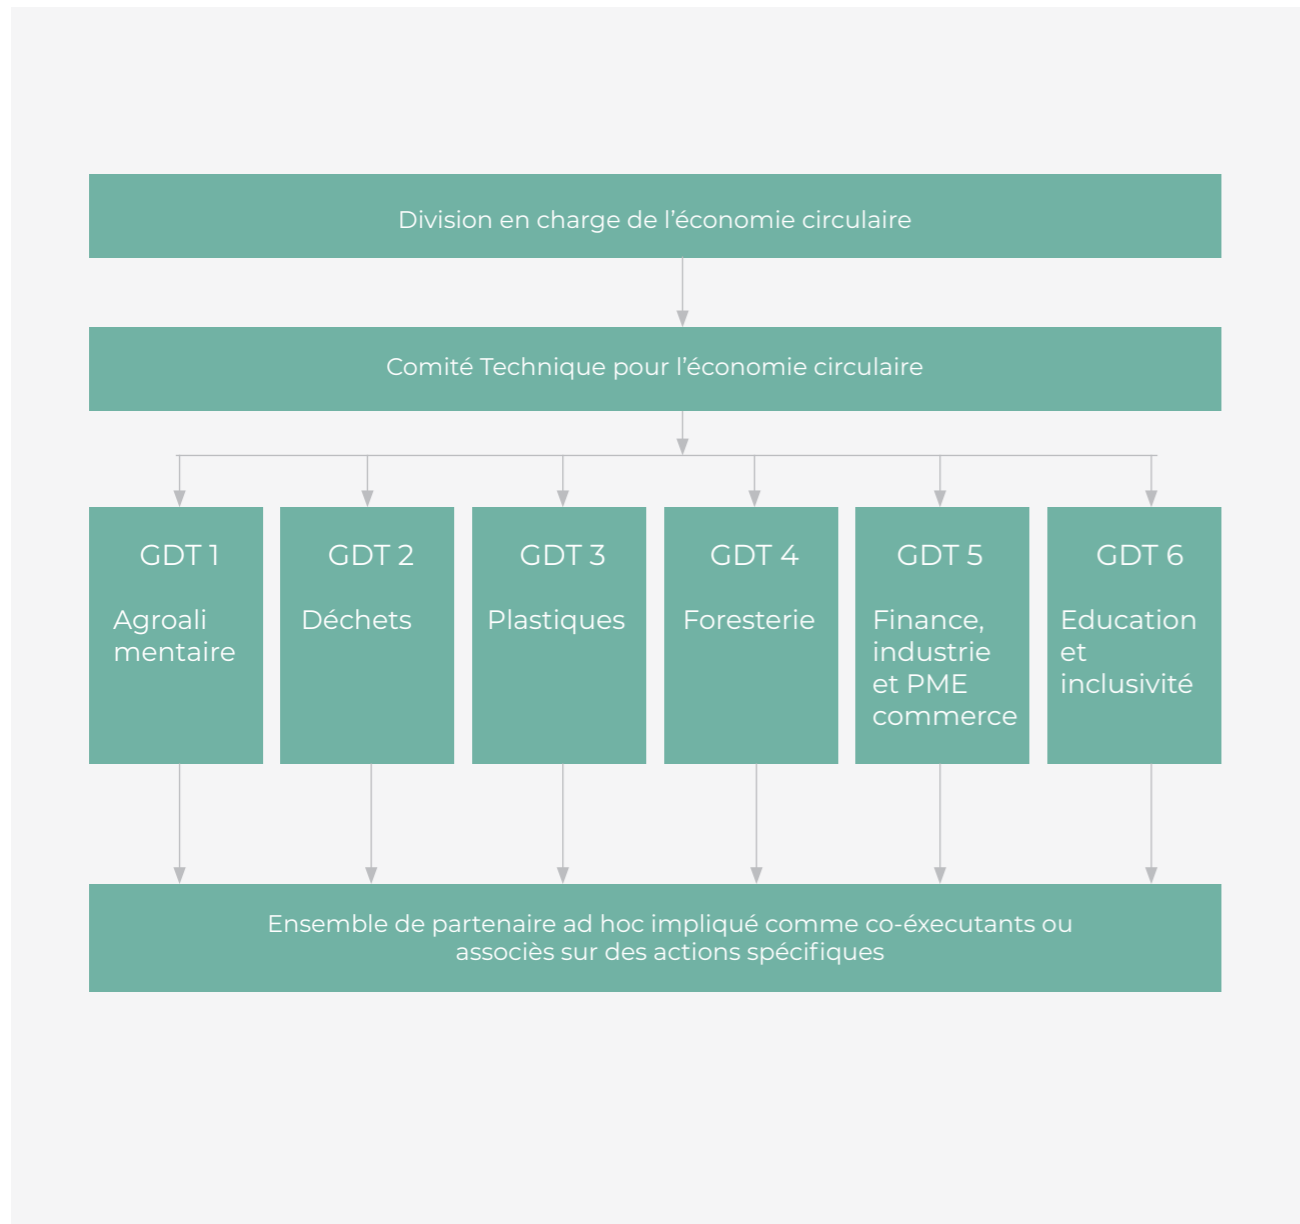 Division en charge de l’économie circulaire
Comité Technique pour l’économie circulaire
GDT 1
Agroali
mentaire
GDT 2
Déchets
GDT 3
Plastiques
GDT 4
Foresterie
GDT 5
Finance,
industrie
et PME
commerce
GDT 6
Education
et
inclusivité
Ensemble de partenaire ad hoc impliqué comme co-éxecutants ou
associès sur des actions spécifiques